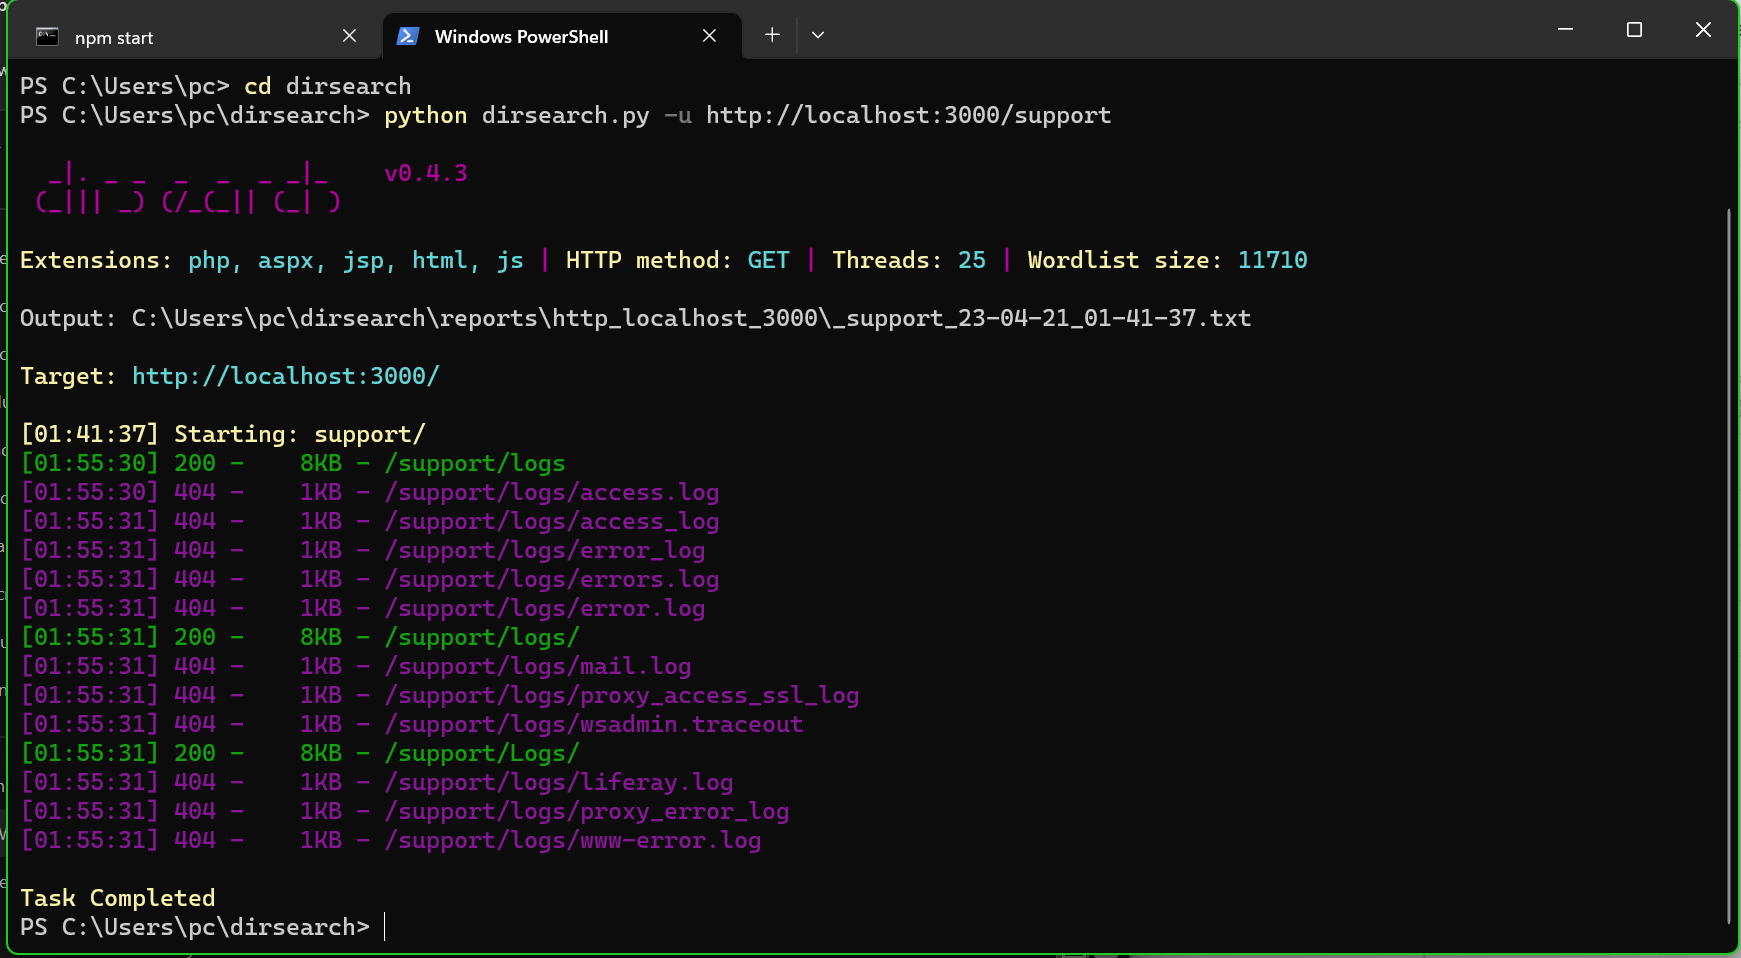 npm start
Windows PowerShell
PS C:\Users\pc> cd dirsearch
PS C:\Users\pc\dirsearch> python dirsearch.py -u http://localhost:3000/support
_|. _ _  _  _  _ _|_    v0.4.3
(_||| _) (/_(_|| (_| )
Extensions: php, aspx, jsp, html, js | HTTP method: GET | Threads: 25 | Wordlist size: 11710
Output: C:\Users\pc\dirsearch\reports\http_localhost_3000\_support_23-04-21_01-41-37.txt
Target: http://localhost:3000/
[01:41:37] Starting: support/
[01:55:30] 200 -    8KB - /support/logs
[01:55:30] 404 -    1KB - /support/logs/access.log
[01:55:31] 404 -    1KB - /support/logs/access_log
[01:55:31] 404 -    1KB - /support/logs/error_log
[01:55:31] 404 -    1KB - /support/logs/errors.log
[01:55:31] 404 -    1KB - /support/logs/error.log
[01:55:31] 200 -    8KB - /support/logs/
[01:55:31] 404 -    1KB - /support/logs/mail.log
[01:55:31] 404 -    1KB - /support/logs/proxy_access_ssl_log
[01:55:31] 404 -    1KB - /support/logs/wsadmin.traceout
[01:55:31] 200 -    8KB - /support/Logs/
[01:55:31] 404 -    1KB - /support/logs/liferay.log
[01:55:31] 404 -    1KB - /support/logs/proxy_error_log
[01:55:31] 404 -    1KB - /support/logs/www-error.log
Task Completed
PS C:\Users\pc\dirsearch>